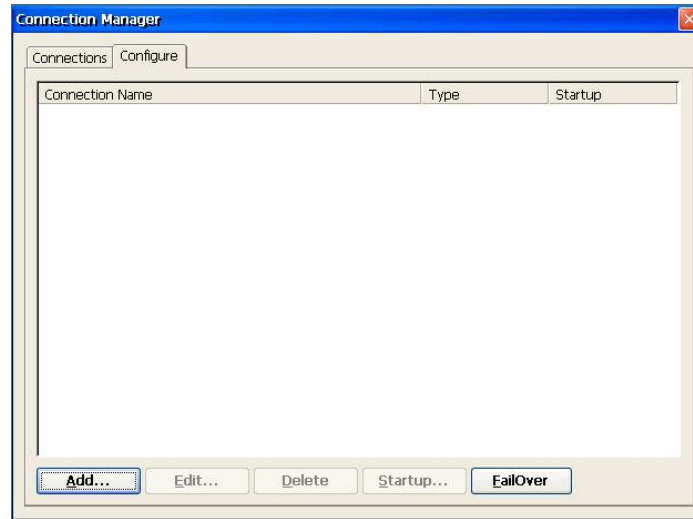 Connection Manager
Connections Configure
Connection Name Type Startup
Add... Edit... Delete Startup... FailOver